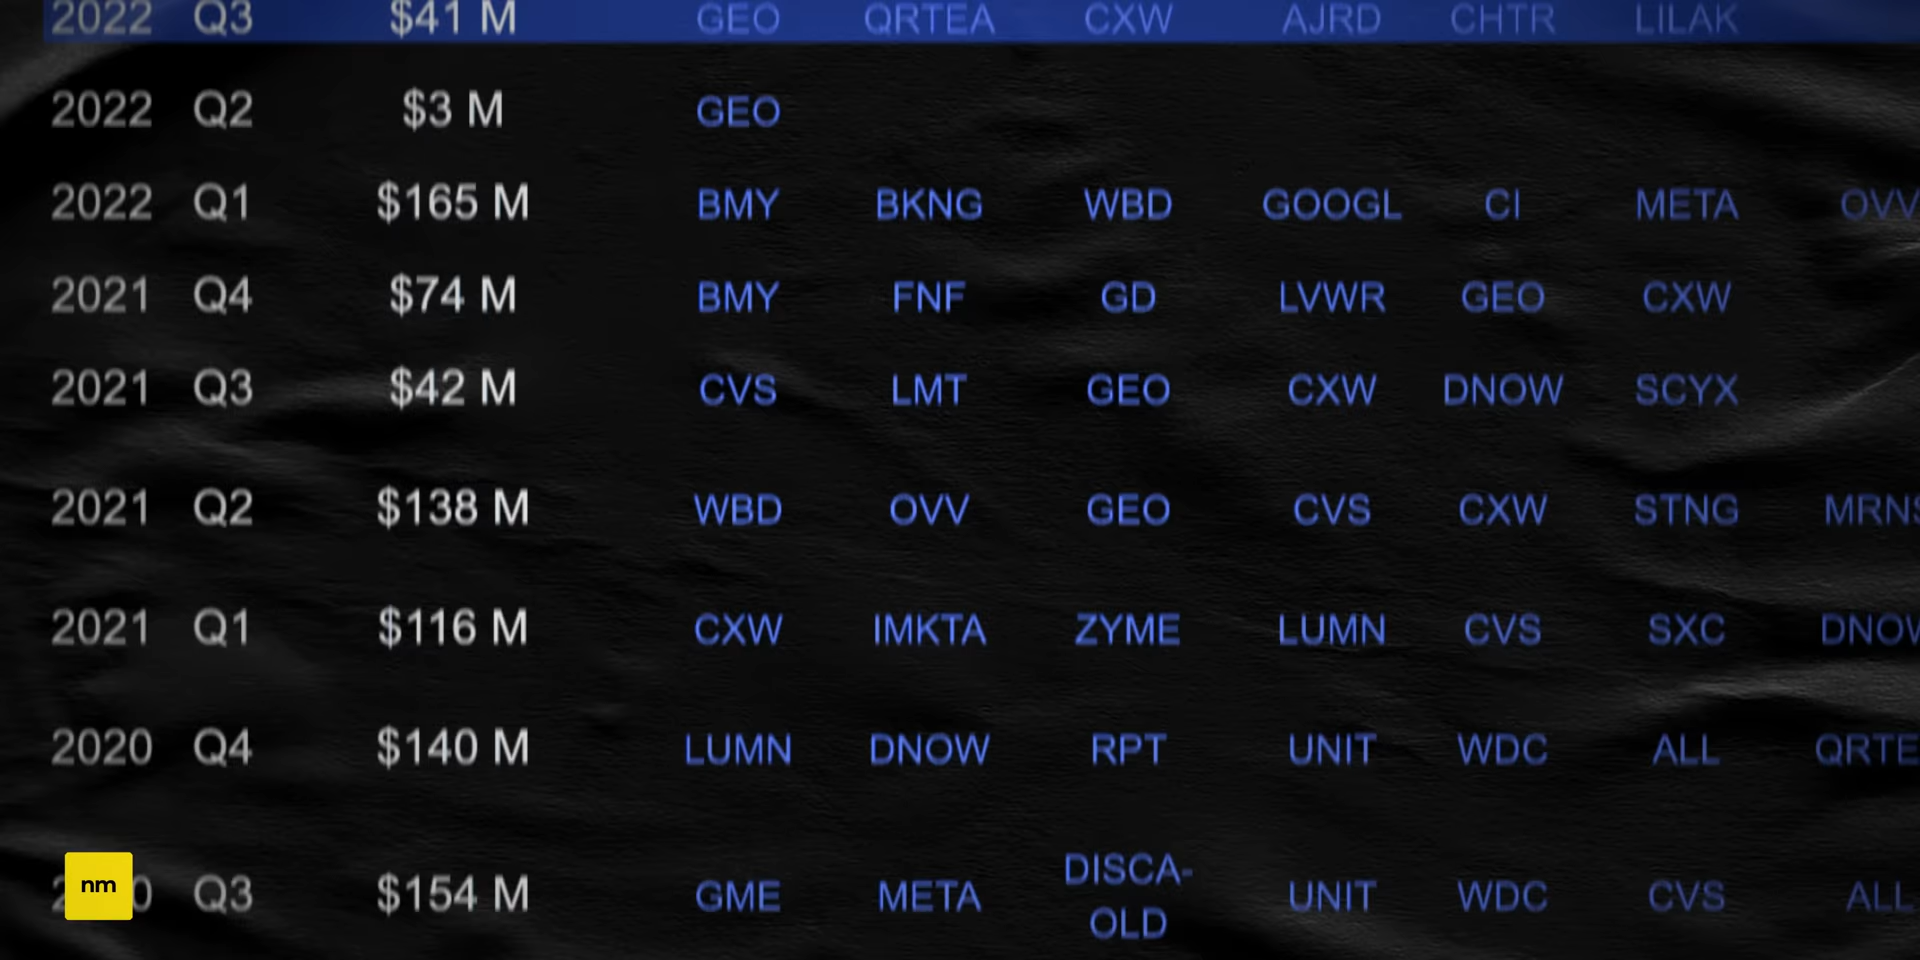 2022 Q3 $41 M GEO QRTEA CXW AJRD CHTR LILAK
2022 Q2 $3 M GEO
2022 Q1 $165 M BMY BKNG WBD GOOGL CI META OVV
2021 Q4 $74 M BMY FNF GD LVWR GEO CXW
2021 Q3 $42 M CVS LMT GEO CXW DNOW SCYX
2021 Q2 $138 M WBD OVV GEO CVS CXW STNG MRNS
2021 Q1 $116 M CXW IMKTA ZYME LUMN CVS SXC DNOW
2020 Q4 $140 M LUMN DNOW RPT UNIT WDC ALL QRTE
Q3 $154 M GME META DISCA-
OLD UNIT WDC CVS ALL
nm